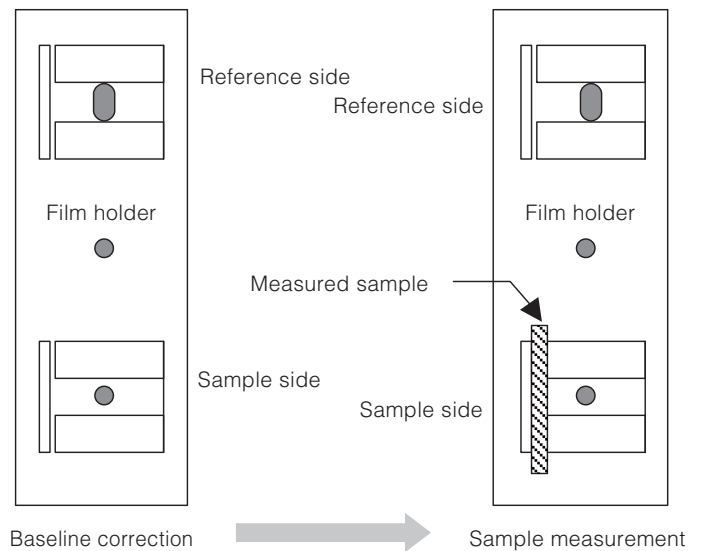 Reference side
Reference side
Film holder
Film holder
Measured sample
Sample side
Sample side
Baseline correction
Sample measurement